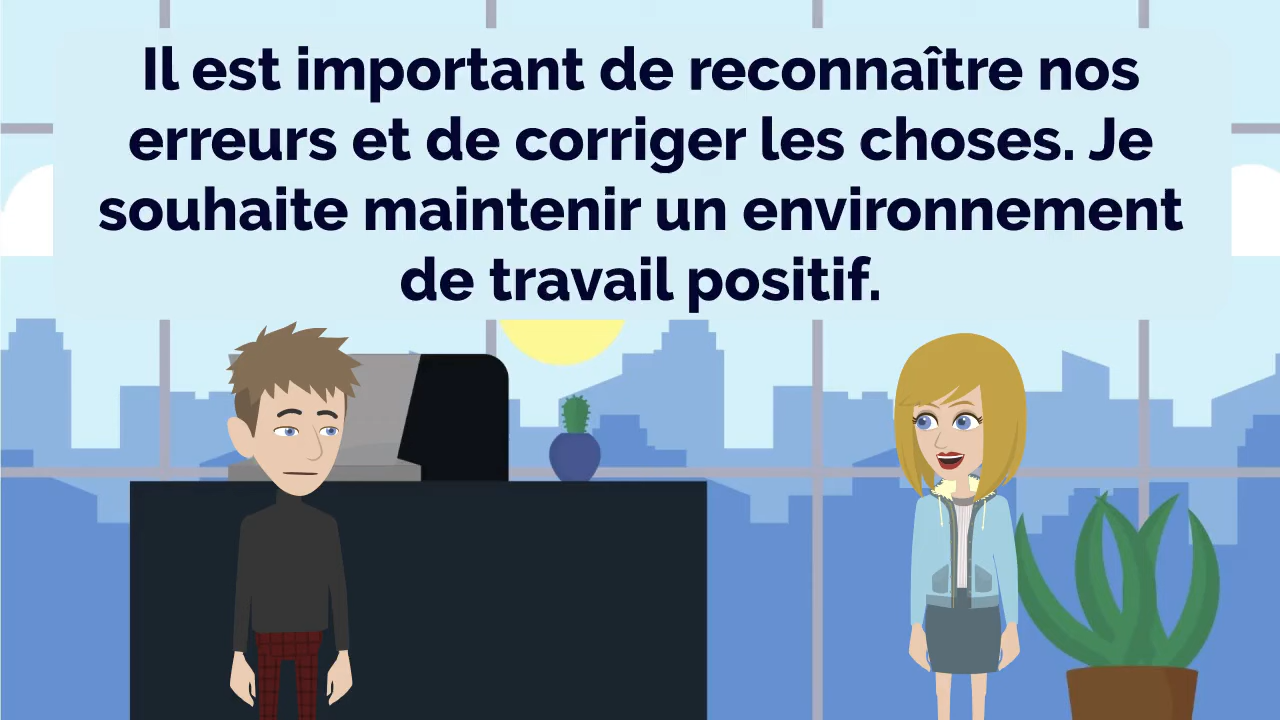 Il est important de reconnaître nos
erreurs et de corriger les choses. Je
souhaite maintenir un environnement
de travail positif.